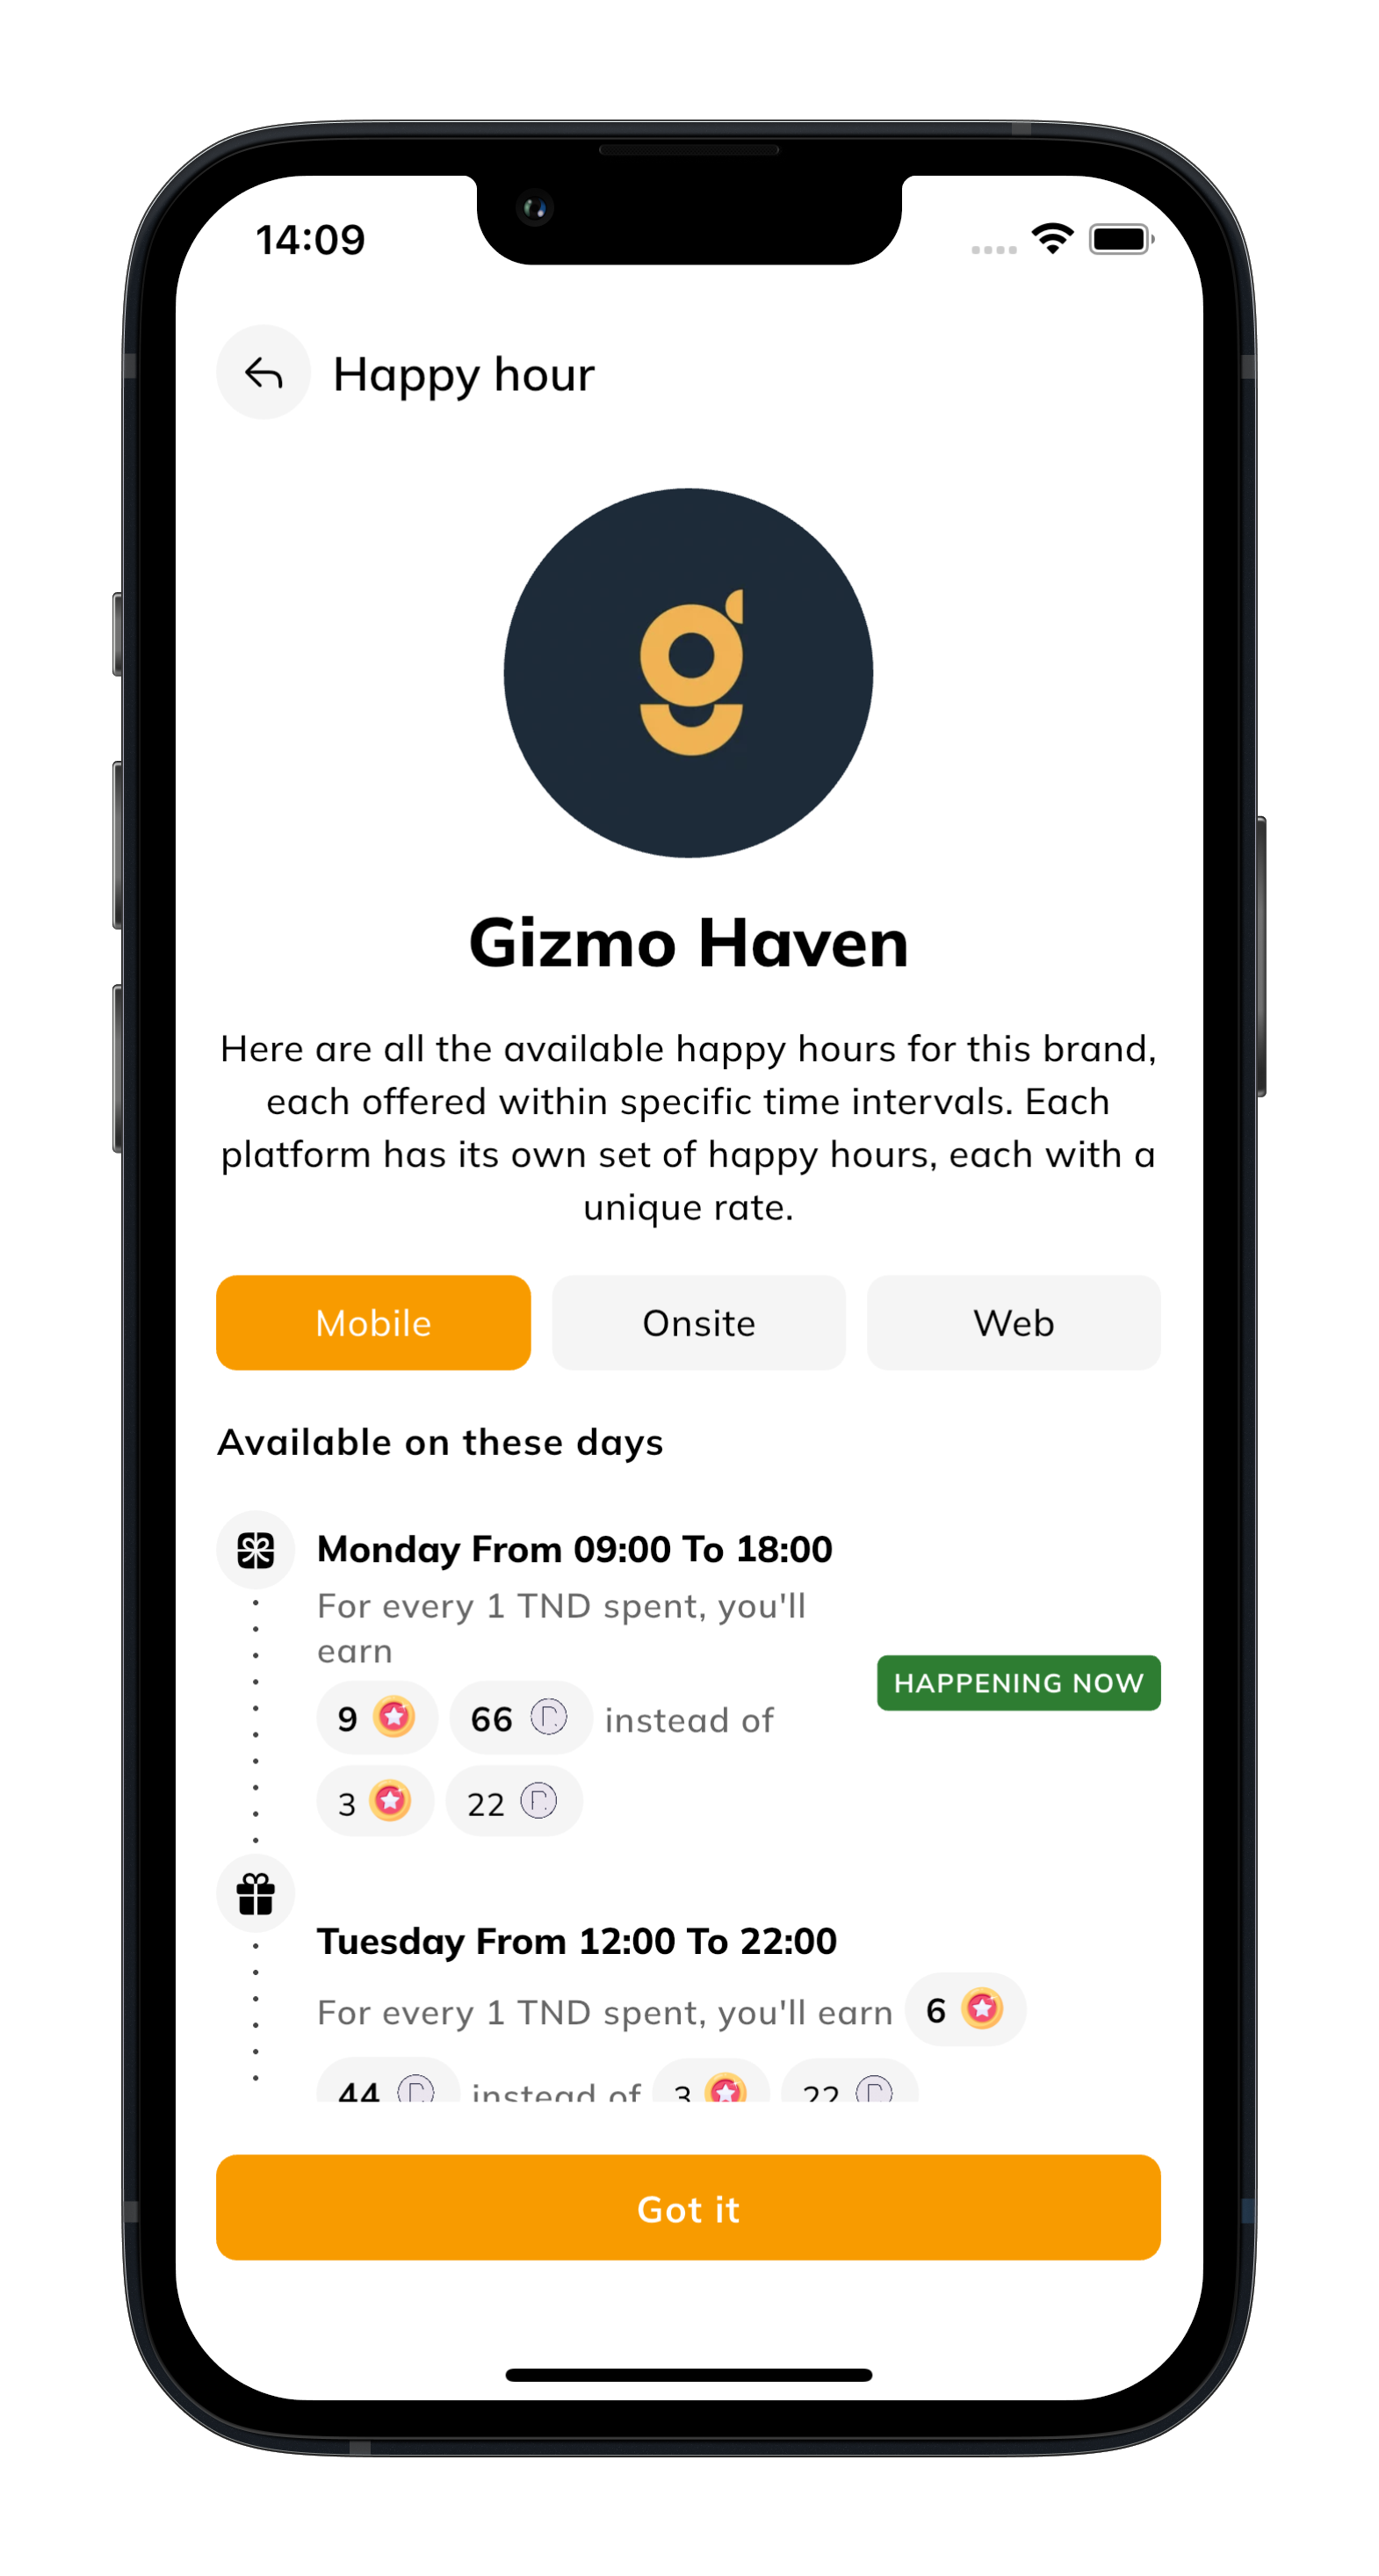 14:09
Happy hour
Gizmo Haven
Here are all the available happy hours for this brand,
each offered within specific time intervals. Each
platform has its own set of happy hours, each with a
unique rate.
Mobile Onsite Web
Available on these days
Monday From 09:00 To 18:00
For every 1 TND spent, you'll
earn
HAPPENING NOW
9 66 instead of
3 22
Tuesday From 12:00 To 22:00
For every 1 TND spent, you'll earn 6
44 instead of 3 22
Got it